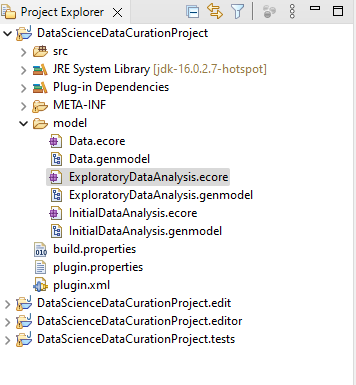 Project Explorer
DataScienceDataCurationProject
src
JRE System Library [jdk-16.0.2.7-hotspot]
Plug-in Dependencies
META-INF
model
Data.ecore
Data.genmodel
ExploratoryDataAnalysis.ecore
ExploratoryDataAnalysis.genmodel
InitialDataAnalysis.ecore
InitialDataAnalysis.genmodel
010 build.properties
plugin.properties
plugin.xml
DataScienceDataCurationProject.edit
DataScienceDataCurationProject.editor
DataScienceDataCurationProject.tests